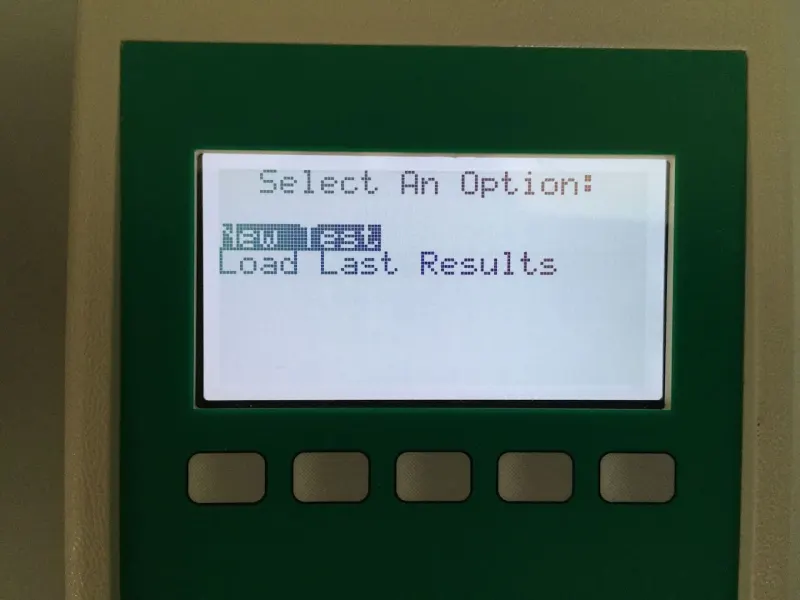 Select An Option:
New Test
Load Last Results